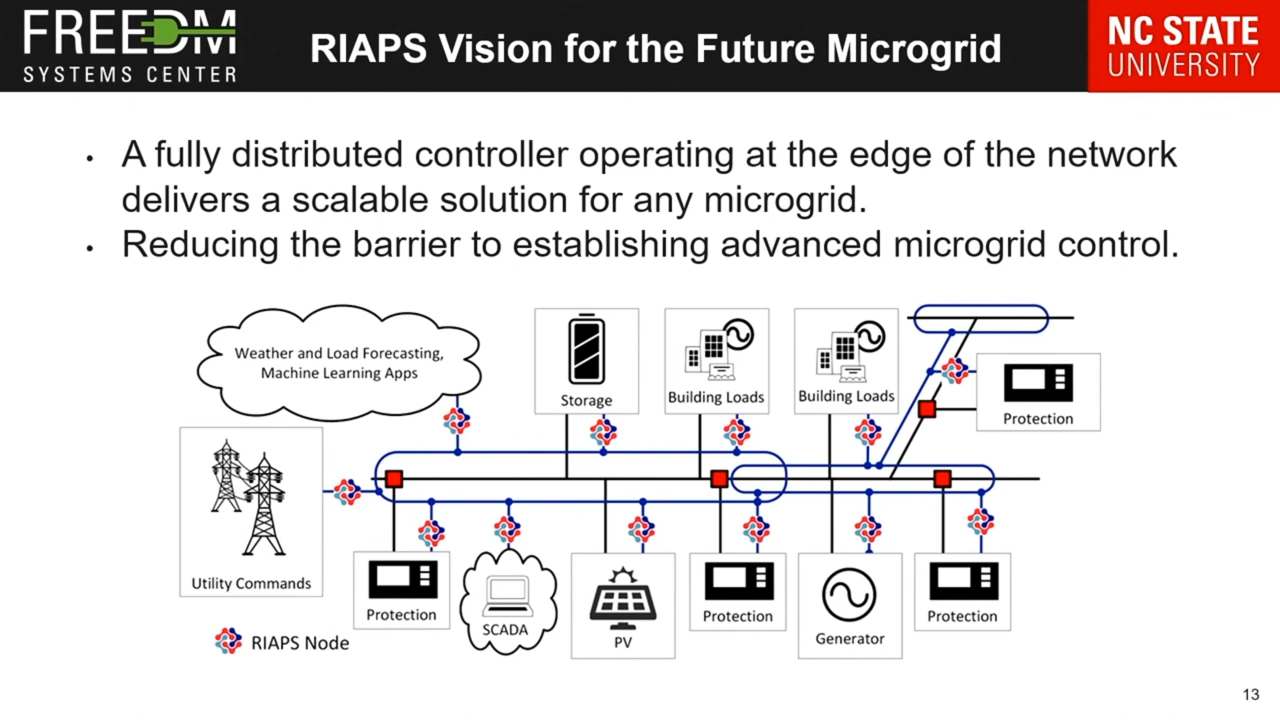 FREEDM
SYSTEMS CENTER
RIAPS Vision for the Future Microgrid
NC STATE
UNIVERSITY
• A fully distributed controller operating at the edge of the network
delivers a scalable solution for any microgrid.
• Reducing the barrier to establishing advanced microgrid control.
Weather and Load Forecasting,
Machine Learning Apps
Storage
Building Loads
Building Loads
Protection
Utility Commands
Protection
SCADA
PV
Protection
Generator
Protection
RIAPS Node
13